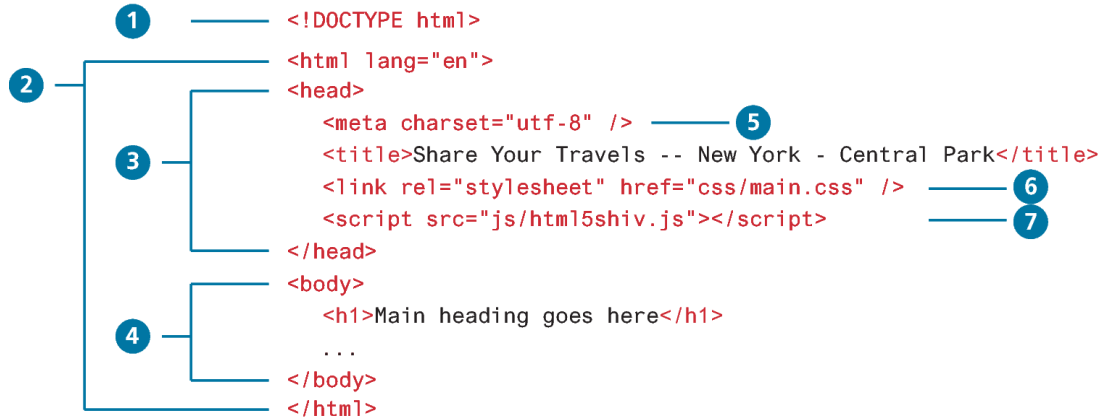 1 <!DOCTYPE html>
2 <html lang="en">
<head>
<meta charset="utf-8" /> 5
3 <title>Share Your Travels -- New York - Central Park</title>
<link rel="stylesheet" href="css/main.css" /> 6
<script src="js/html5shiv.js"></script> 7
</head>
<body>
<h1>Main heading goes here</h1>
4 ...
</body>
</html>